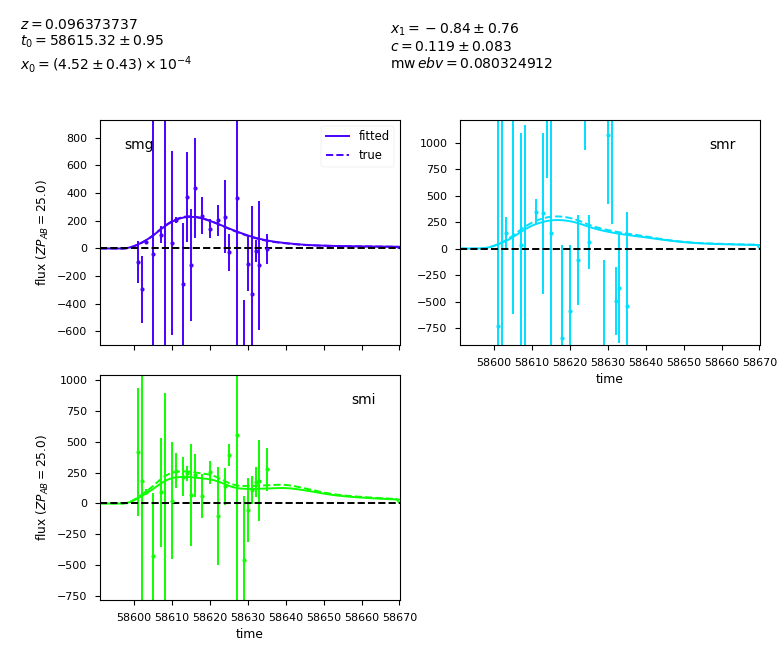 z = 0.096373737
t₀ = 58615.32 ± 0.95
x₀ = (4.52 ± 0.43) × 10⁻⁴
x₁ = −0.84 ± 0.76
c = 0.119 ± 0.083
mw ebv = 0.080324912
smg
fitted
true
800
600
400
200
0
−200
−400
−600
flux (ZP_AB = 25.0)
smr
1000
750
500
250
0
−250
−500
−750
58600 58610 58620 58630 58640 58650 58660 58670
time
smi
1000
750
500
250
0
−250
−500
−750
flux (ZP_AB = 25.0)
58600 58610 58620 58630 58640 58650 58660 58670
time